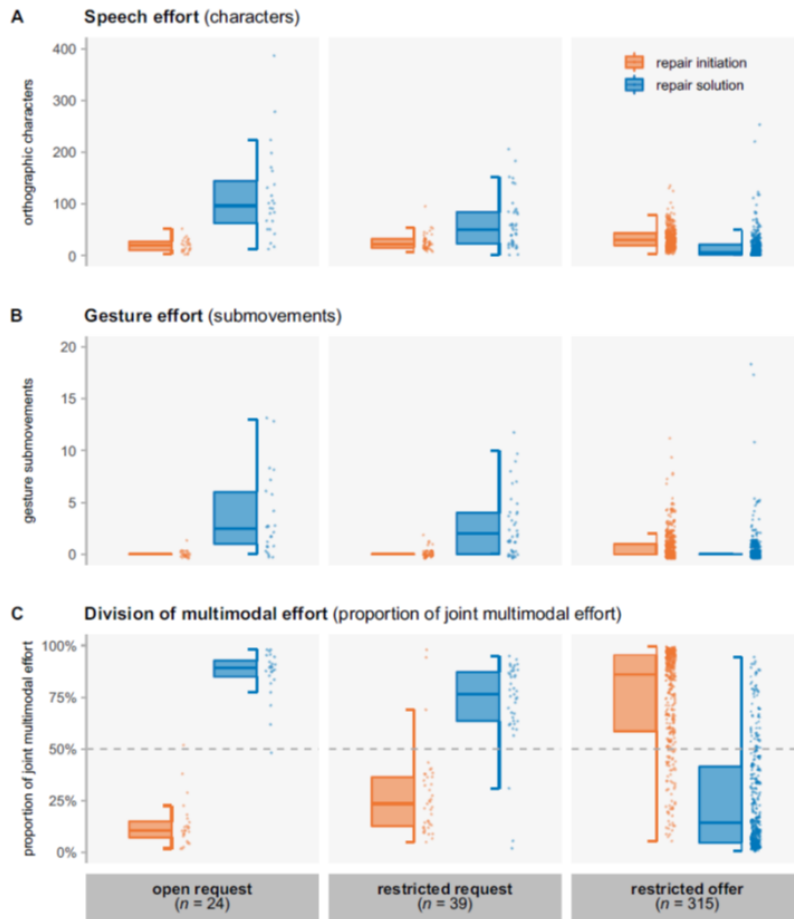 A Speech effort (characters)
400
300
200
100
0
orthographic characters
repair initiation
repair solution
B Gesture effort (submovements)
20
15
10
5
0
gesture submovements
C Division of multimodal effort (proportion of joint multimodal effort)
100%
75%
50%
25%
0%
proportion of joint multimodal effort
open request
(n = 24)
restricted request
(n = 39)
restricted offer
(n = 315)